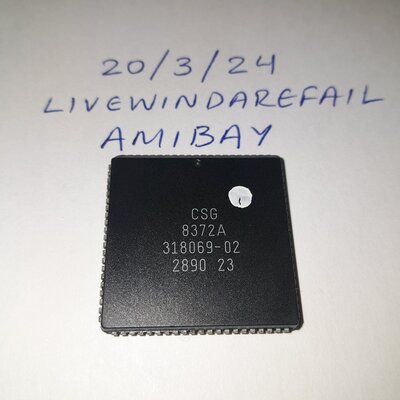 20/3/24
LIVEWINDAREFAIL
AMIBAY
CSG
8372A
318069-02
2890 23